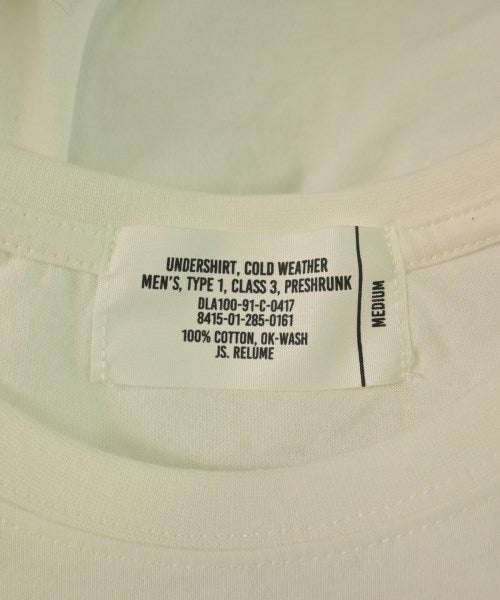 UNDERSHIRT, COLD WEATHER
MEN'S, TYPE 1, CLASS 3, PRESHRUNK
DLA100-91-C-0417
8415-01-285-0161
100% COTTON, OK-WASH
JS. RELUME
MEDIUM